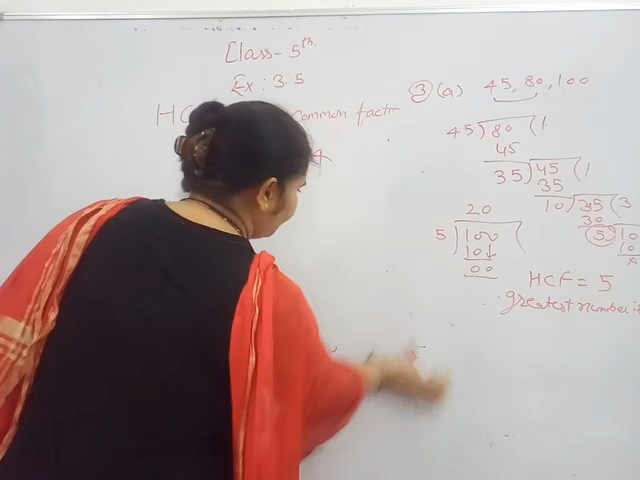 Class - 5th
Ex : 3.5
HC Common factr
③ (a) 45, 80, 100
45) 80 ( 1
45
35) 45 ( 1
35
10) 35 ( 3
30
5) 10
10
x
20
5) 100 (
10↓
00
HCF = 5
greatest number i